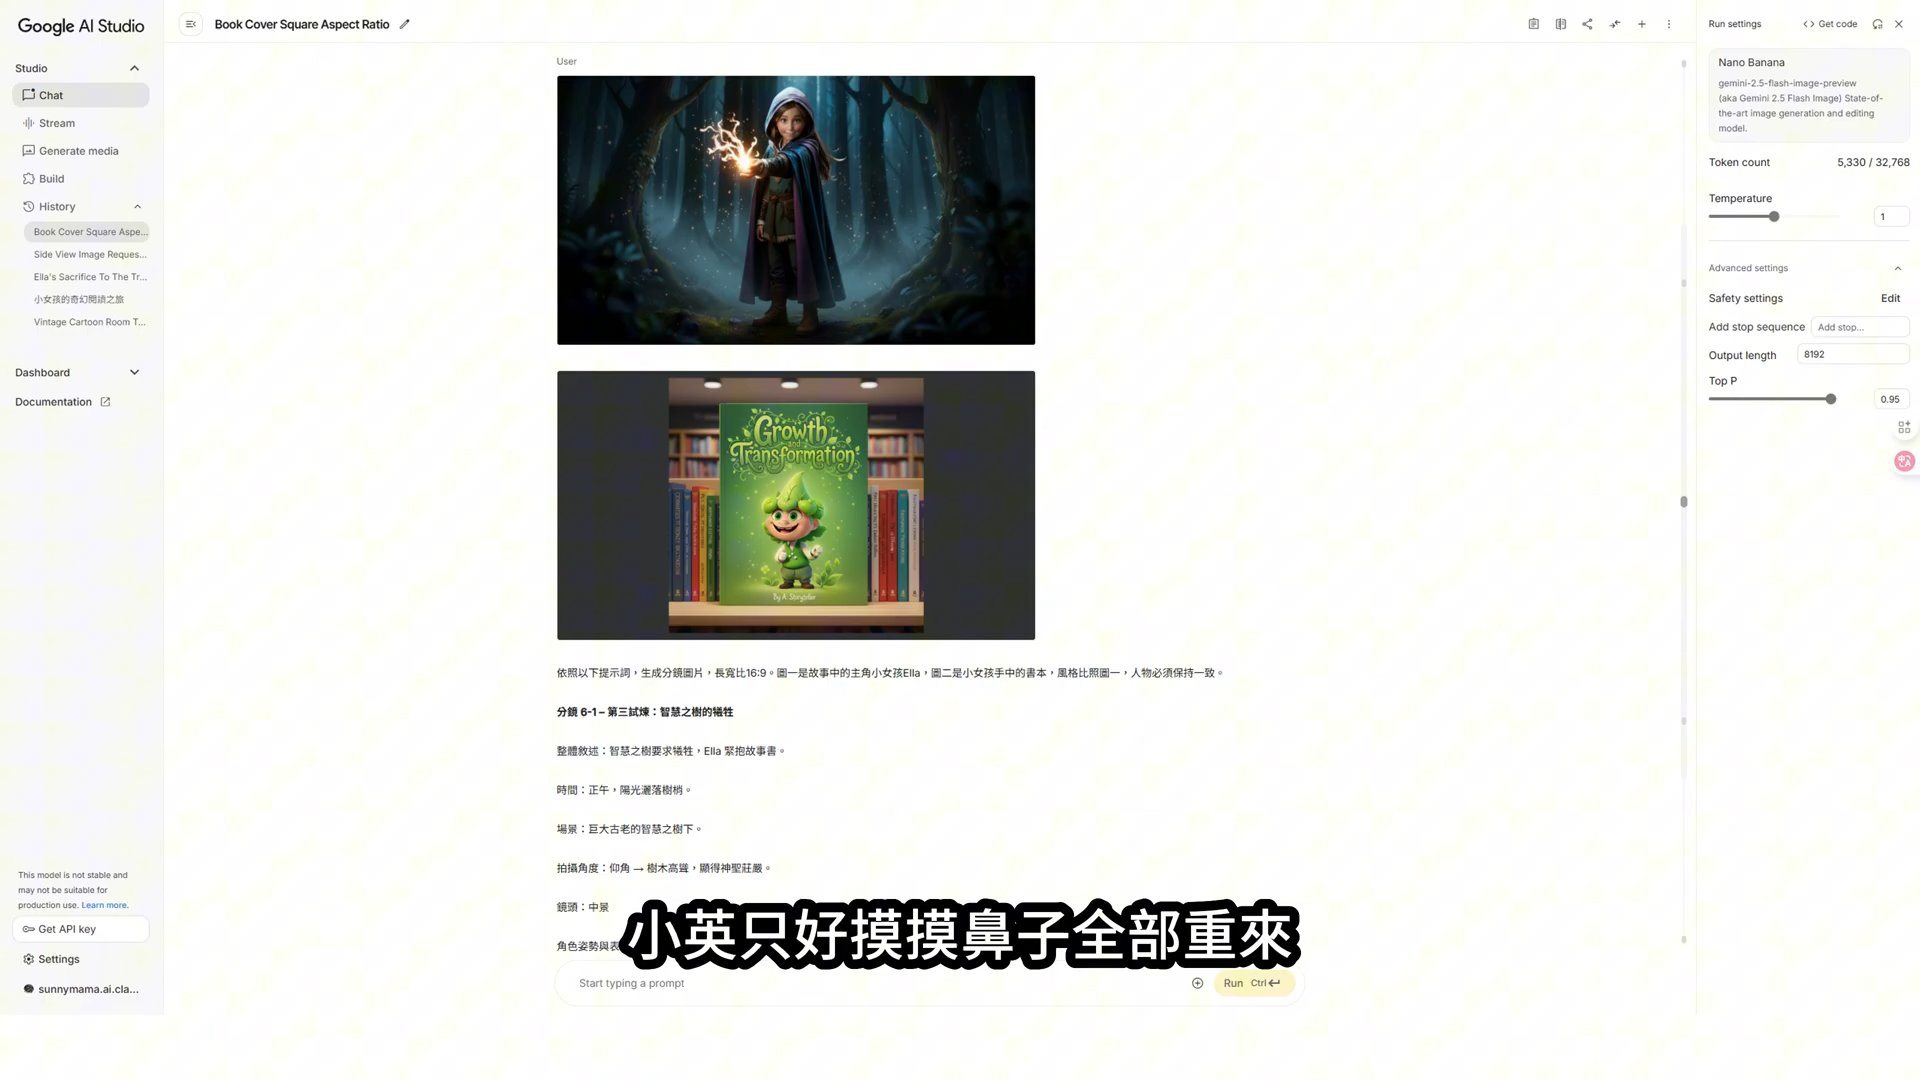 Google AI Studio
Studio
Chat
Stream
Generate media
Build
History
Book Cover Square Aspe...
Side View Image Reques...
Ella's Sacrifice To The Tr...
小女孩的奇幻閱讀之旅
Vintage Cartoon Room T...
Dashboard
Documentation
This model is not stable and
may not be suitable for
production use. Learn more.
Get API key
Settings
sunnymama.ai.cla...
Book Cover Square Aspect Ratio
User
Growth
and
Transformation
By A. Storyteller
依照以下提示詞，生成分鏡圖片，長寬比16:9。圖一是故事中的主角小女孩Ella，圖二是小女孩手中的書本，風格比照圖一，人物必須保持一致。
分鏡 6-1 – 第三試煉：智慧之樹的犧牲
整體敘述：智慧之樹要求犧牲，Ella 緊抱故事書。
時間：正午，陽光灑落樹梢。
場景：巨大古老的智慧之樹下。
拍攝角度：仰角 → 樹木高聳，顯得神聖莊嚴。
鏡頭：中景
角色姿勢與表
小英只好摸摸鼻子全部重來
Start typing a prompt
Run Ctrl
Run settings
Get code
Nano Banana
gemini-2.5-flash-image-preview
(aka Gemini 2.5 Flash Image) State-of-
the-art image generation and editing
model.
Token count 5,330 / 32,768
Temperature
1
Advanced settings
Safety settings Edit
Add stop sequence Add stop...
Output length 8192
Top P
0.95